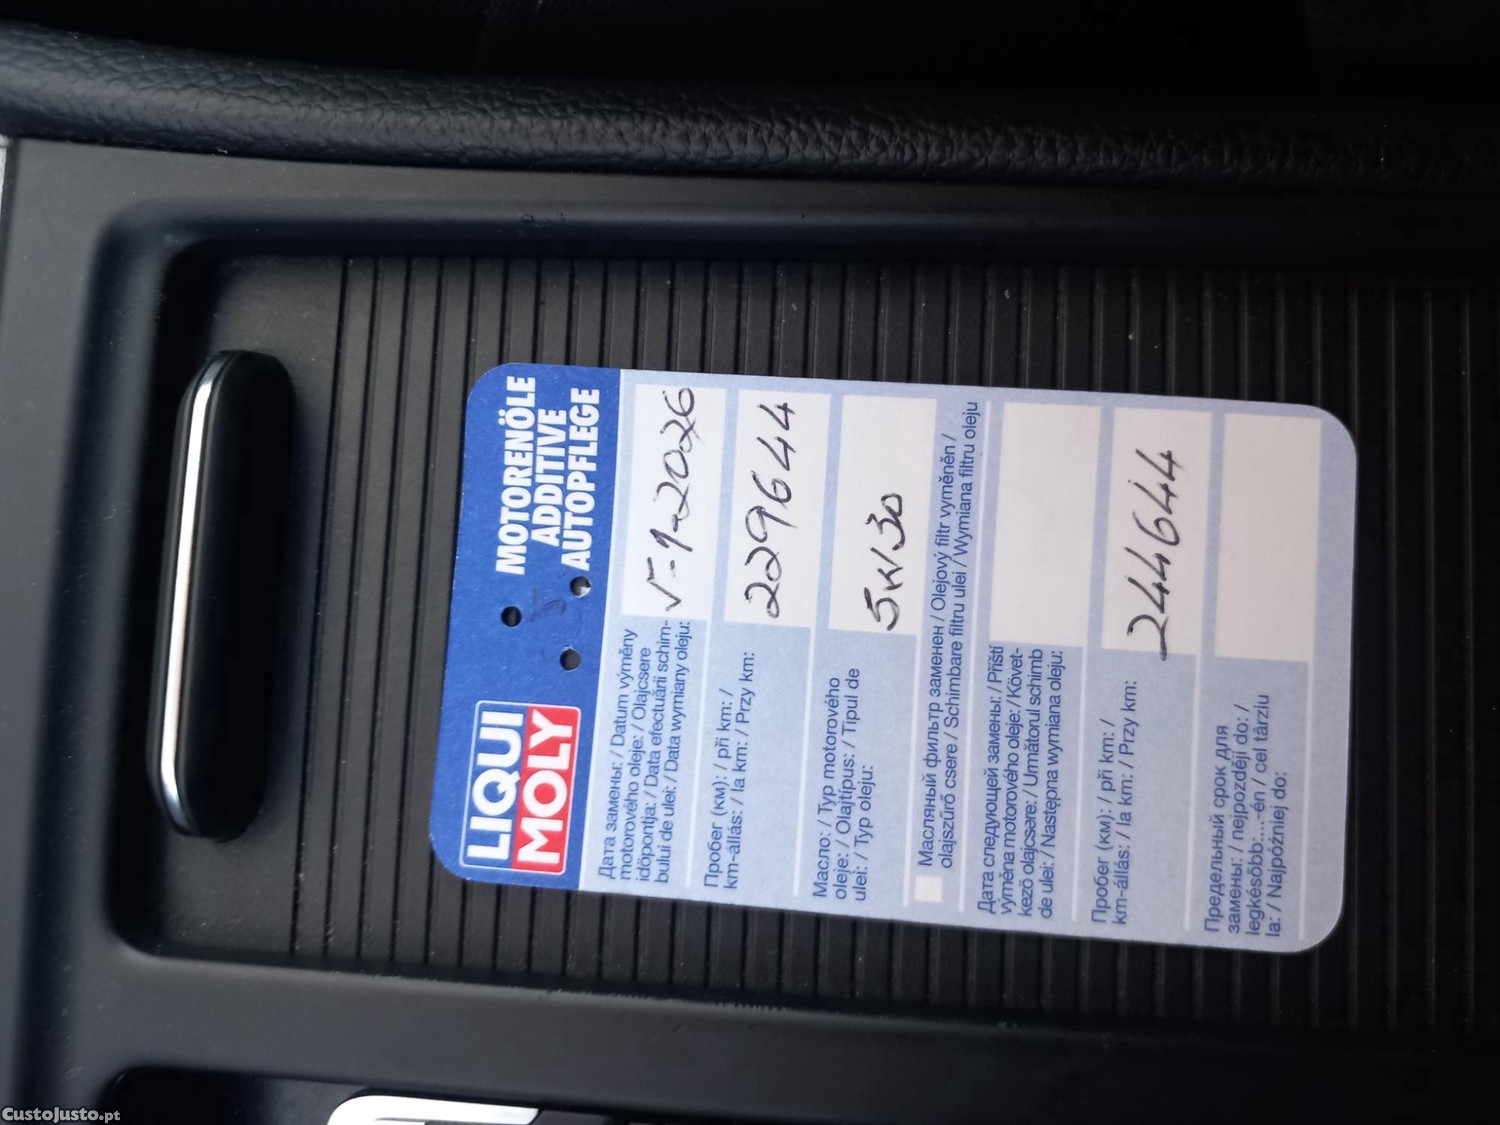 LIQUI
MOLY
MOTORENÖLE
ADDITIVE
AUTOPFLEGE
Дата замены: / Datum výměny
motorového oleje: / Olajcsere
időpontja: / Data efectuării schim-
bului de ulei: / Data wymiany oleju:
-1-2026
Пробег (км): / při km: /
km-állás: / la km: / Przy km:
229644
Масло: / Typ motorového
oleje: / Olajtípus: / Tipul de
ulei: / Typ oleju:
5w30
Масляный фильтр заменен / Olejový filtr vyměněn /
olajszűrő csere / Schimbare filtru ulei / Wymiana filtru oleju
Дата следующей замены: / Příští
výměna motorového oleje: / Követ-
kező olajcsare: / Următorul schimb
de ulei: / Następna wymiana oleju:
Пробег (км): / při km: /
km-állás: / la km: / Przy km:
244644
Предельный срок для
замены: / nejpozději do: /
legkésőbb:...-én / cel târziu
la: / Najpóźniej do:
CustoJusto.pt